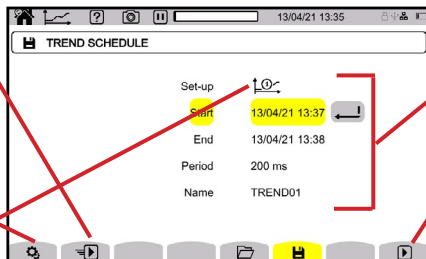 13/04/21 13:35
TREND SCHEDULE
Set-up
Start 13/04/21 13:37
End 13/04/21 13:38
Period 200 ms
Name TREND01